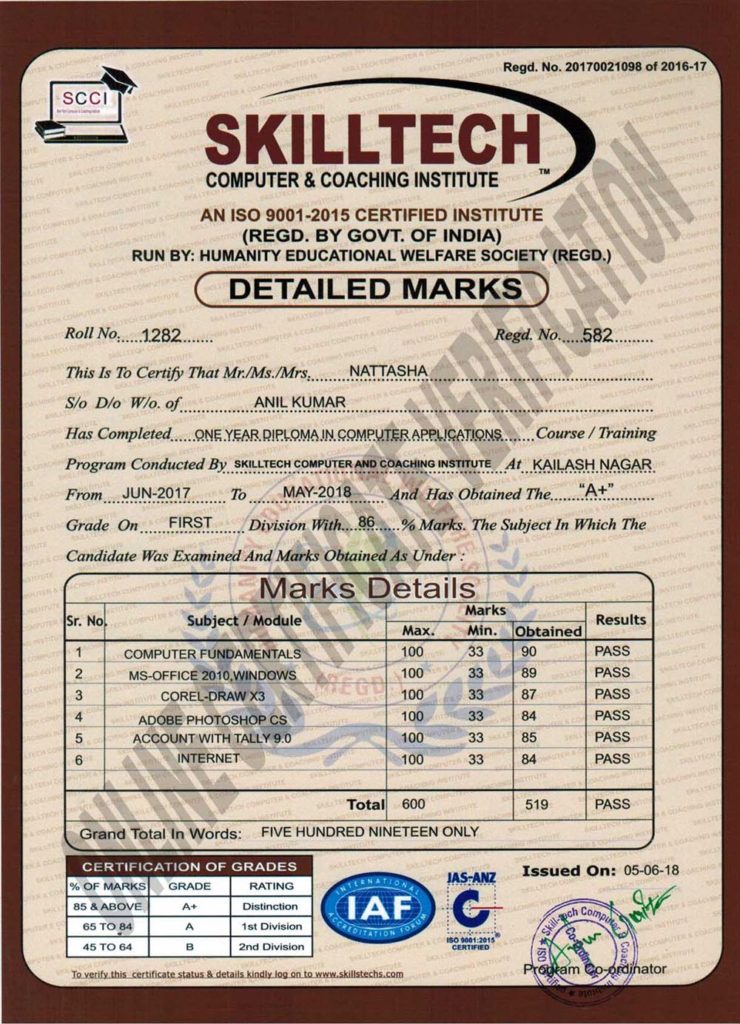 Regd. No. 20170021098 of 2016-17
SCCI
SKILLTECH
COMPUTER & COACHING INSTITUTE TM
AN ISO 9001-2015 CERTIFIED INSTITUTE
(REGD. BY GOVT. OF INDIA)
RUN BY: HUMANITY EDUCATIONAL WELFARE SOCIETY (REGD.)
DETAILED MARKS
Roll No. 1282 Regd. No. 582
This Is To Certify That Mr./Ms./Mrs. NATTASHA
S/o D/o W/o. of ANIL KUMAR
Has Completed ONE YEAR DIPLOMA IN COMPUTER APPLICATIONS Course / Training
Program Conducted By SKILLTECH COMPUTER AND COACHING INSTITUTE At KAILASH NAGAR
From JUN-2017 To MAY-2018 And Has Obtained The "A+"
Grade On FIRST Division With 86 % Marks. The Subject In Which The
Candidate Was Examined And Marks Obtained As Under :
Marks Details
Sr. No. Subject / Module Marks Results
Max. Min. Obtained
1 COMPUTER FUNDAMENTALS 100 33 90 PASS
2 MS-OFFICE 2010,WINDOWS 100 33 89 PASS
3 COREL-DRAW X3 100 33 87 PASS
4 ADOBE PHOTOSHOP CS 100 33 84 PASS
5 ACCOUNT WITH TALLY 9.0 100 33 85 PASS
6 INTERNET 100 33 84 PASS
Total 600 519 PASS
Grand Total In Words: FIVE HUNDRED NINETEEN ONLY
CERTIFICATION OF GRADES
% OF MARKS GRADE RATING
85 & ABOVE A+ Distinction
65 TO 84 A 1st Division
45 TO 64 B 2nd Division
INTERNATIONAL
IAF
ACCREDITATION FORUM
JAS-ANZ
C
ISO 9001:2015
CERTIFIED
Issued On: 05-06-18
Skill-tech Computer & Coaching Institute
Co-ordinator
Program Co-ordinator
To verify this certificate status & details kindly log on to www.skilltechs.com
ONLINE CERTIFICATE VERIFICATION